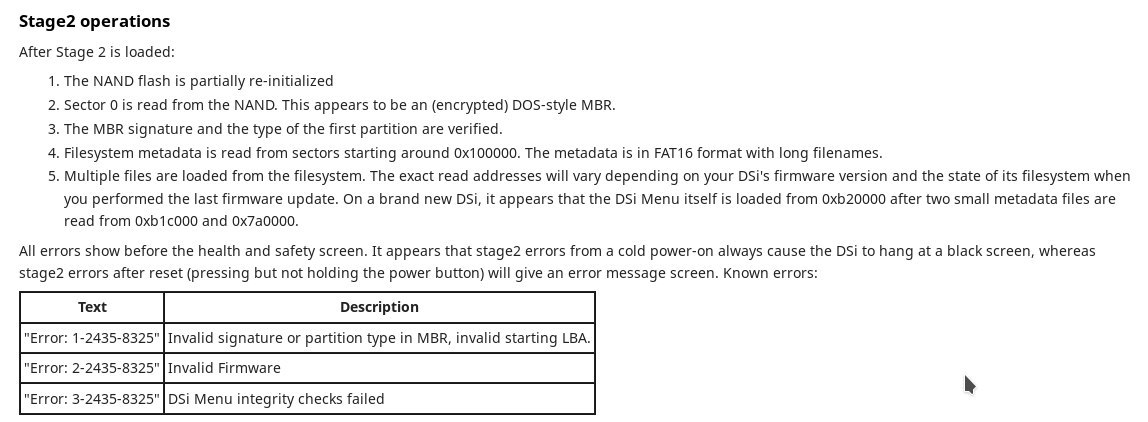 Stage2 operations
After Stage 2 is loaded:
1. The NAND flash is partially re-initialized
2. Sector 0 is read from the NAND. This appears to be an (encrypted) DOS-style MBR.
3. The MBR signature and the type of the first partition are verified.
4. Filesystem metadata is read from sectors starting around 0x100000. The metadata is in FAT16 format with long filenames.
5. Multiple files are loaded from the filesystem. The exact read addresses will vary depending on your DSi's firmware version and the state of its filesystem when
you performed the last firmware update. On a brand new DSi, it appears that the DSi Menu itself is loaded from 0xb20000 after two small metadata files are
read from 0xb1c000 and 0x7a0000.
All errors show before the health and safety screen. It appears that stage2 errors from a cold power-on always cause the DSi to hang at a black screen, whereas
stage2 errors after reset (pressing but not holding the power button) will give an error message screen. Known errors:
Text Description
"Error: 1-2435-8325" Invalid signature or partition type in MBR, invalid starting LBA.
"Error: 2-2435-8325" Invalid Firmware
"Error: 3-2435-8325" DSi Menu integrity checks failed